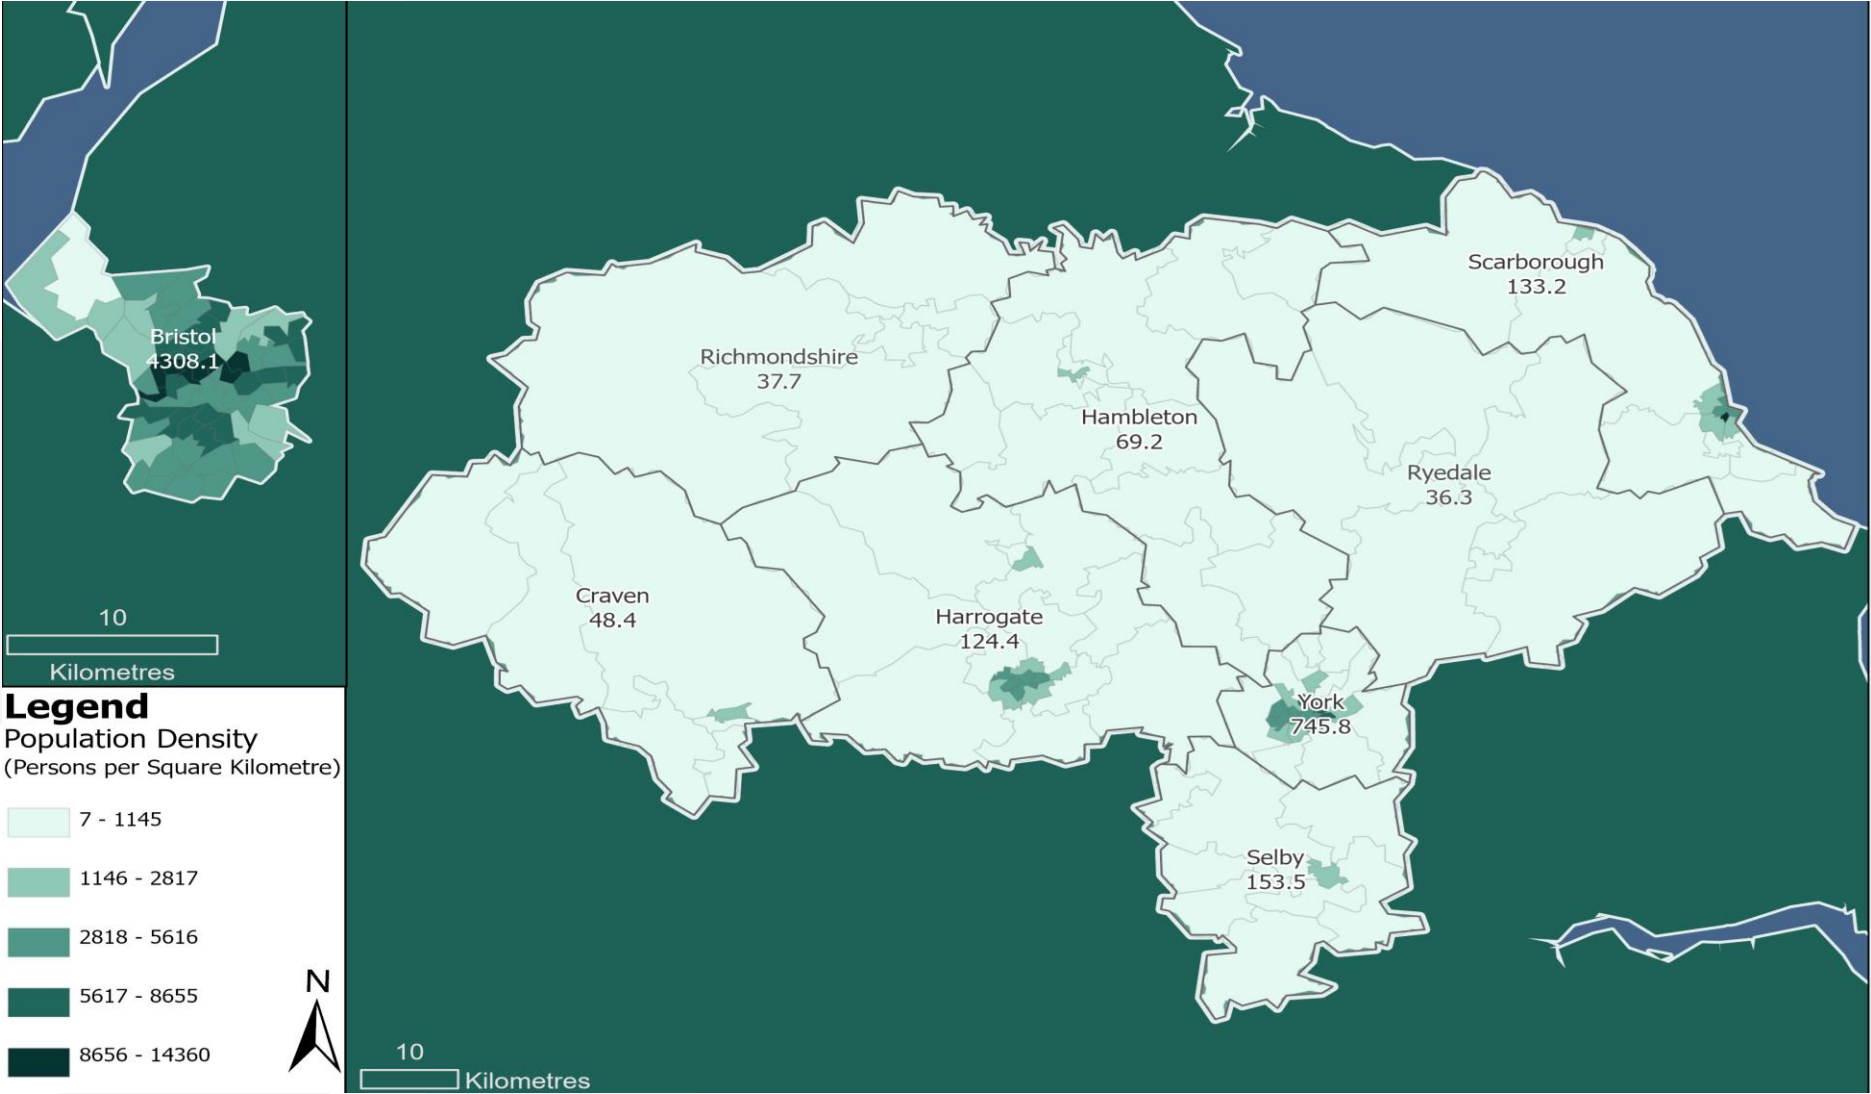 Bristol
4308.1
10
Kilometres
Legend
Population Density
(Persons per Square Kilometre)
7 - 1145
1146 - 2817
2818 - 5616
5617 - 8655
8656 - 14360
N
Scarborough
133.2
Richmondshire
37.7
Hambleton
69.2
Ryedale
36.3
Craven
48.4
Harrogate
124.4
York
745.8
Selby
153.5
10
Kilometres